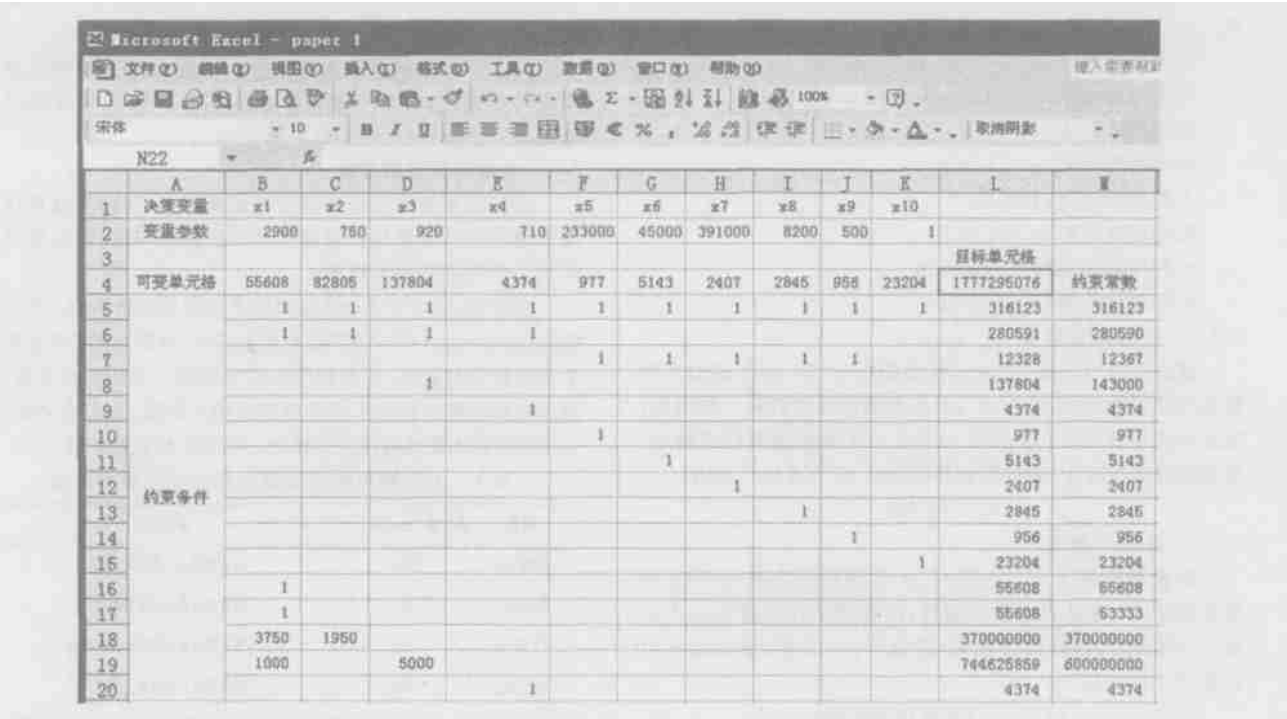 Microsoft Excel - paper 1
文件(F) 编辑(E) 视图(V) 插入(I) 格式(O) 工具(T) 数据(D) 窗口(W) 帮助(H)
100%
宋体 10 B I U % , 取消阴影
N22 fx
A B C D E F G H I J K L M
1 决策变量 x1 x2 x3 x4 x5 x6 x7 x8 x9 x10
2 变量参数 2900 750 920 710 233000 45000 391000 8200 500 1
3 目标单元格
4 可变单元格 55608 82805 137804 4374 977 5143 2407 2845 956 23204 1777295076 约束常数
5 1 1 1 1 1 1 1 1 1 1 316123 316123
6 1 1 1 1 280591 280590
7 1 1 1 1 1 12328 12367
8 1 137804 143000
9 1 4374 4374
10 1 977 977
11 1 5143 5143
12 约束条件 1 2407 2407
13 1 2845 2845
14 1 956 956
15 1 23204 23204
16 1 55608 55608
17 1 55608 53333
18 3750 1950 370000000 370000000
19 1000 5000 744625859 600000000
20 1 4374 4374